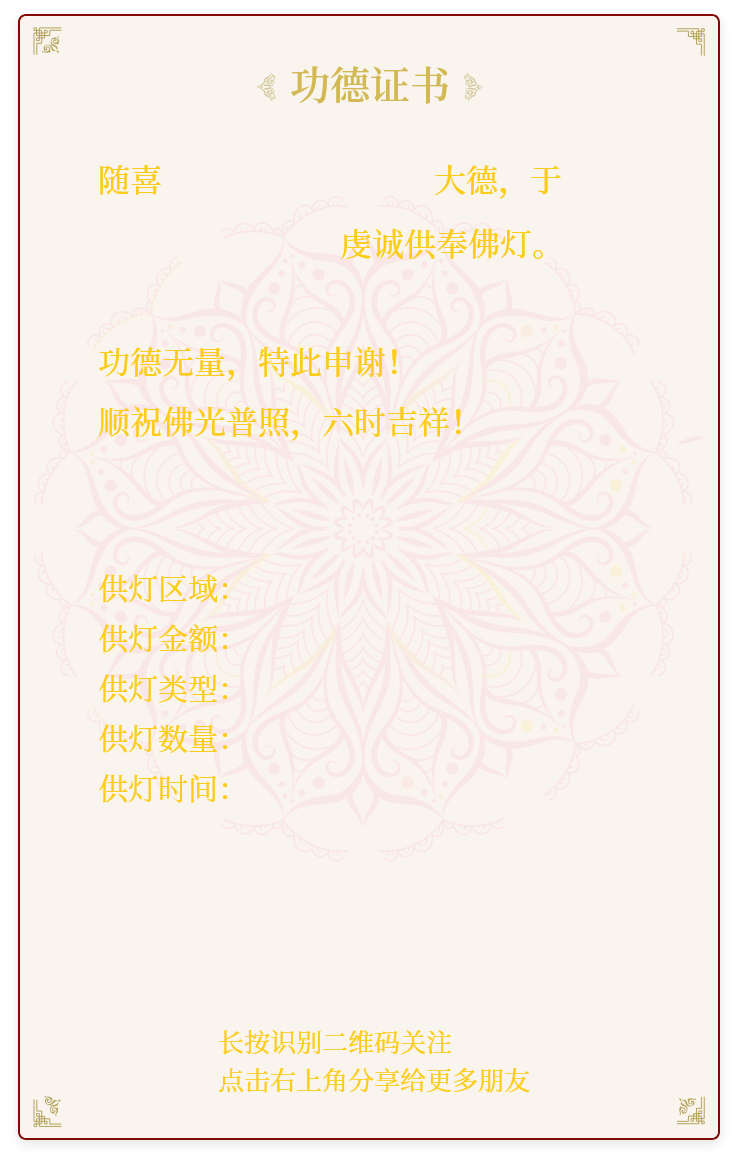 功德证书
随喜 大德，于
虔诚供奉佛灯。
功德无量，特此申谢！
顺祝佛光普照，六时吉祥！
供灯区域：
供灯金额：
供灯类型：
供灯数量：
供灯时间：
长按识别二维码关注
点击右上角分享给更多朋友